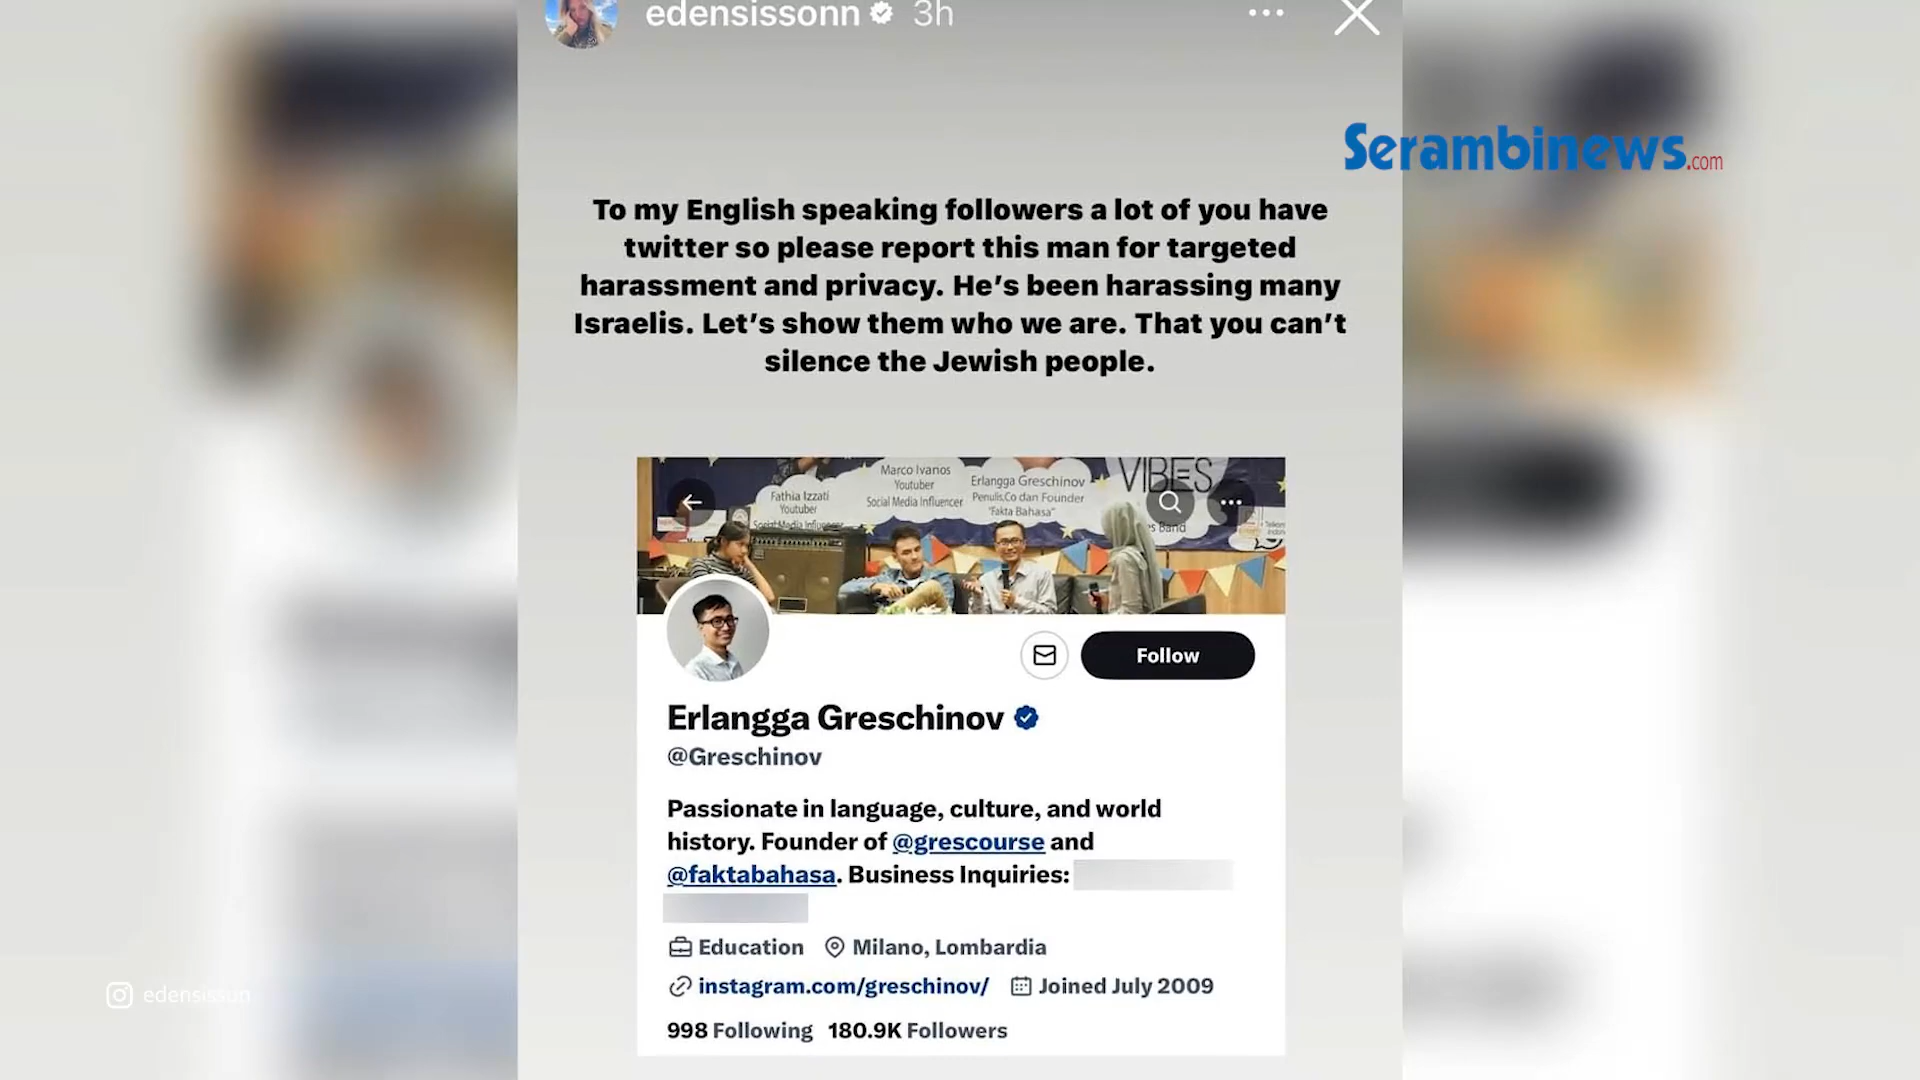 edensissonn 3h
Serambinews.com
To my English speaking followers a lot of you have
twitter so please report this man for targeted
harassment and privacy. He's been harassing many
Israelis. Let's show them who we are. That you can't
silence the Jewish people.
Marco Ivanos
Youtuber
Social Media Influencer
Erlangga Greschinov
Penulis,Co dan Founder
"Fakta Bahasa"
VIBES
Fathia Izzati
Youtuber
Social Media Influencer
s Band
Follow
Erlangga Greschinov
@Greschinov
Passionate in language, culture, and world
history. Founder of @grescourse and
@faktabahasa. Business Inquiries:
Education Milano, Lombardia
instagram.com/greschinov/ Joined July 2009
998 Following 180.9K Followers
edensissun